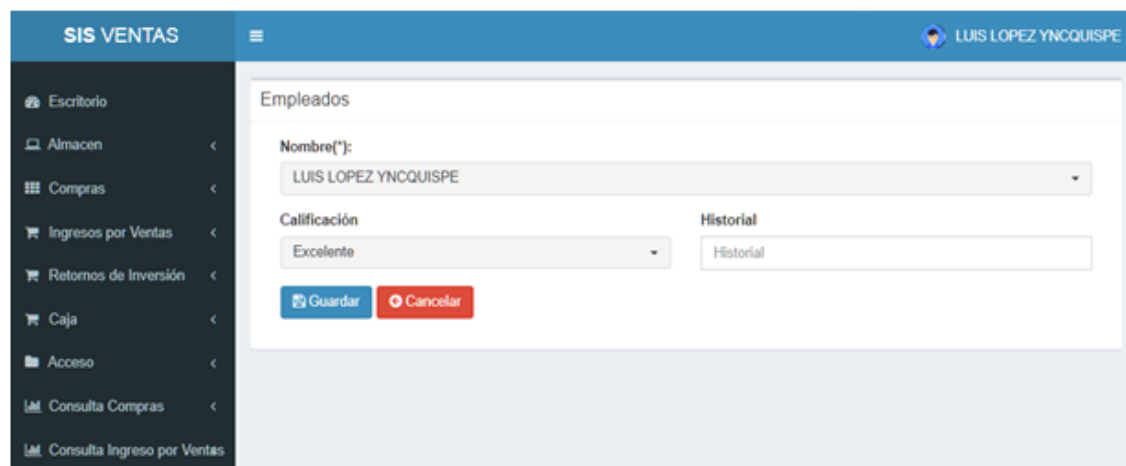 SIS VENTAS
LUIS LOPEZ YNCQUISPE
Escritorio
Almacen
Compras
Ingresos por Ventas
Retornos de Inversión
Caja
Acceso
Consulta Compras
Consulta Ingreso por Ventas
Empleados
Nombre(*):
LUIS LOPEZ YNCQUISPE
Calificación
Historial
Excelente
Historial
Guardar
Cancelar